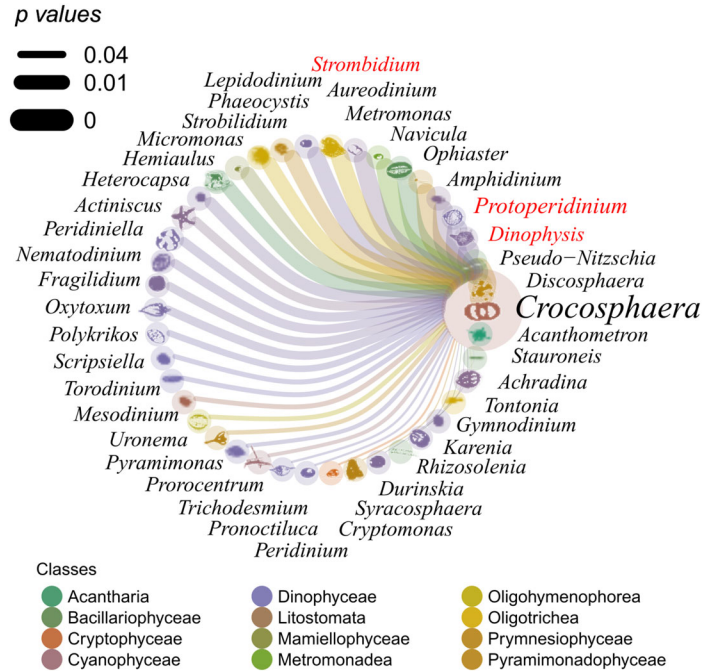 p values
0.04
0.01
0
Strombidium
Lepidodinium
Aureodinium
Phaeocystis
Metromonas
Strobilidium
Navicula
Micromonas
Ophiaster
Hemiaulus
Amphidinium
Heterocapsa
Protoperidinium
Actiniscus
Dinophysis
Peridiniella
Pseudo−Nitzschia
Nematodinium
Discosphaera
Fragilidium
Crocosphaera
Oxytoxum
Acanthometron
Polykrikos
Stauroneis
Scripsiella
Achradina
Torodinium
Tontonia
Mesodinium
Gymnodinium
Uronema
Karenia
Pyramimonas
Rhizosolenia
Prorocentrum
Durinskia
Trichodesmium
Syracosphaera
Pronoctiluca
Cryptomonas
Peridinium
Classes
Acantharia
Dinophyceae
Oligohymenophorea
Bacillariophyceae
Litostomata
Oligotrichea
Cryptophyceae
Mamiellophyceae
Prymnesiophyceae
Cyanophyceae
Metromonadea
Pyramimonadophyceae